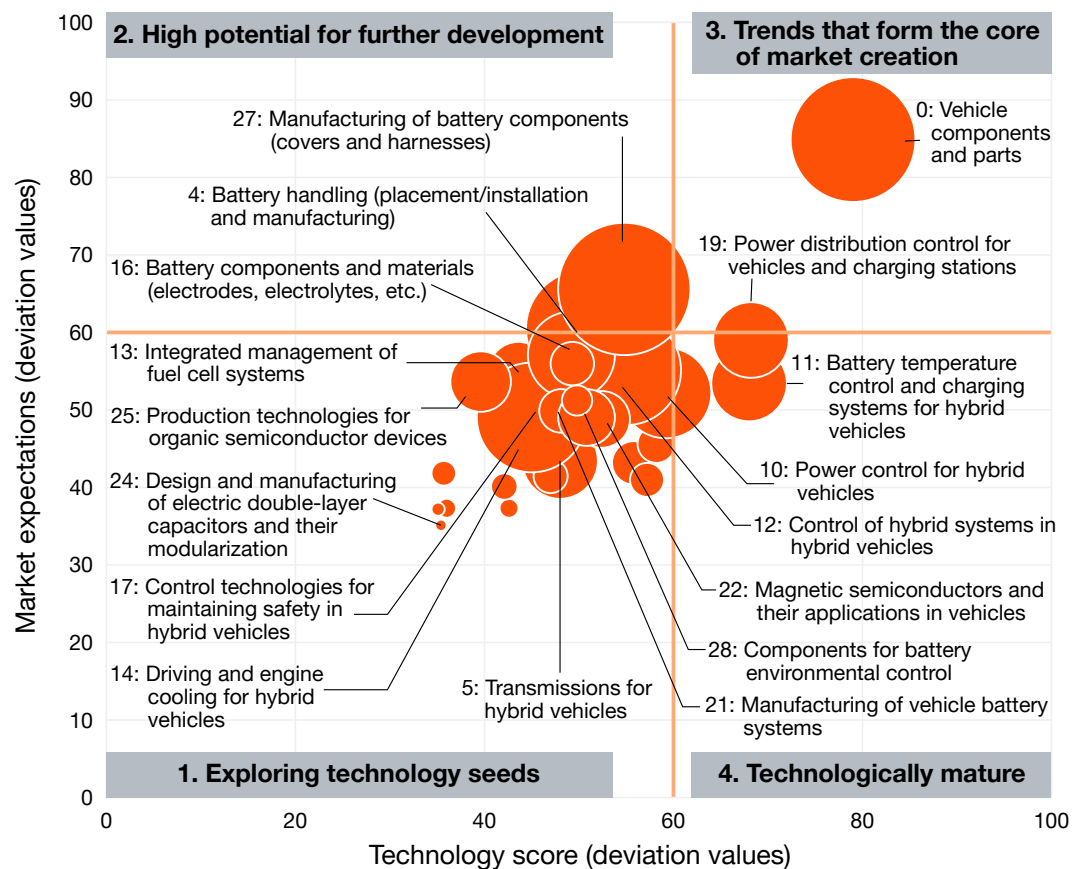 2. High potential for further development
3. Trends that form the core
of market creation
27: Manufacturing of battery components
(covers and harnesses)
0: Vehicle
components
and parts
4: Battery handling (placement/installation
and manufacturing)
19: Power distribution control for
vehicles and charging stations
16: Battery components and materials
(electrodes, electrolytes, etc.)
13: Integrated management of
fuel cell systems
11: Battery temperature
control and charging
systems for hybrid
vehicles
25: Production technologies for
organic semiconductor devices
10: Power control for hybrid
vehicles
24: Design and manufacturing
of electric double-layer
capacitors and their
modularization
12: Control of hybrid systems in
hybrid vehicles
17: Control technologies for
maintaining safety in
hybrid vehicles
22: Magnetic semiconductors and
their applications in vehicles
28: Components for battery
environmental control
14: Driving and engine
cooling for hybrid
vehicles
5: Transmissions for
hybrid vehicles
21: Manufacturing of vehicle battery
systems
1. Exploring technology seeds
4. Technologically mature
Market expectations (deviation values)
100
90
80
70
60
50
40
30
20
10
0
0
20
40
60
80
100
Technology score (deviation values)